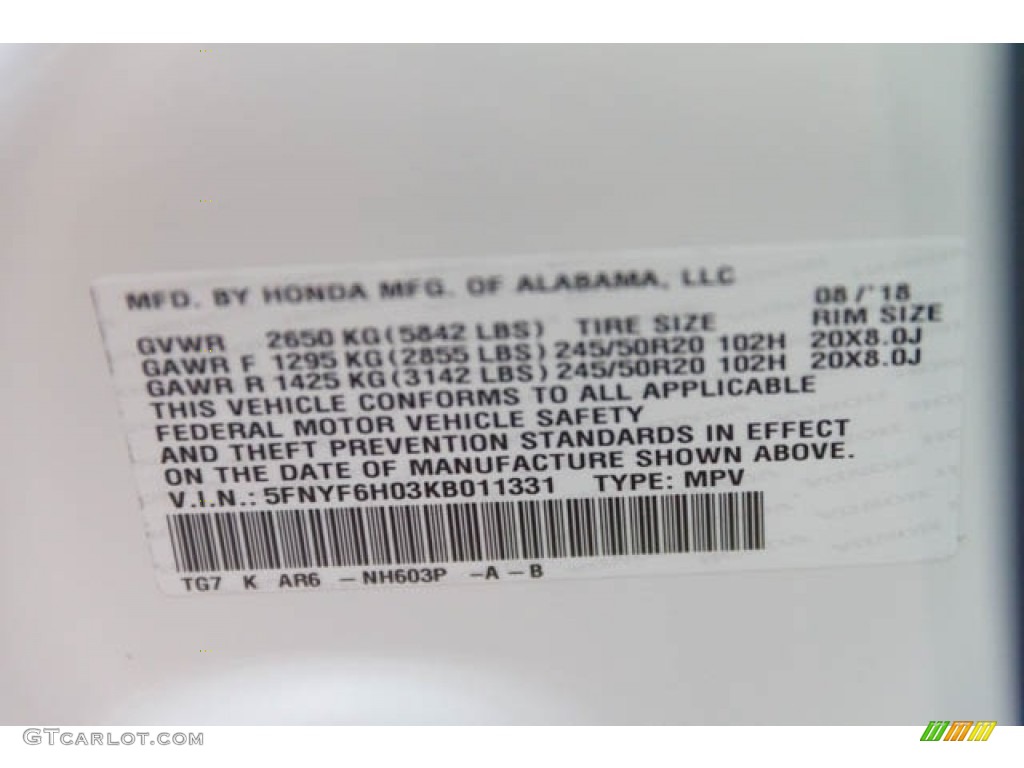 MFD. BY HONDA MFG. OF ALABAMA, LLC 08/'18
GVWR 2650 KG(5842 LBS) TIRE SIZE RIM SIZE
GAWR F 1295 KG(2855 LBS) 245/50R20 102H 20X8.0J
GAWR R 1425 KG(3142 LBS) 245/50R20 102H 20X8.0J
THIS VEHICLE CONFORMS TO ALL APPLICABLE
FEDERAL MOTOR VEHICLE SAFETY
AND THEFT PREVENTION STANDARDS IN EFFECT
ON THE DATE OF MANUFACTURE SHOWN ABOVE.
V.I.N.: 5FNYF6H03KB011331 TYPE: MPV
TG7 K AR6 -NH603P -A-B
GTCARLOT.COM